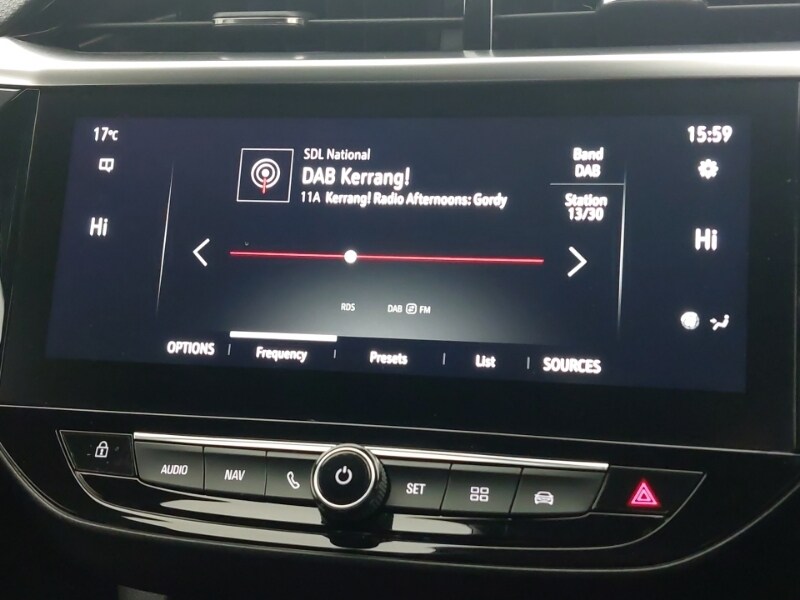 17°C
15:59
SDL National
DAB Kerrang!
11A Kerrang! Radio Afternoons: Gordy
Band
DAB
Station
13/30
Hi
Hi
RDS
DAB FM
OPTIONS
Frequency
Presets
List
SOURCES
AUDIO
NAV
SET